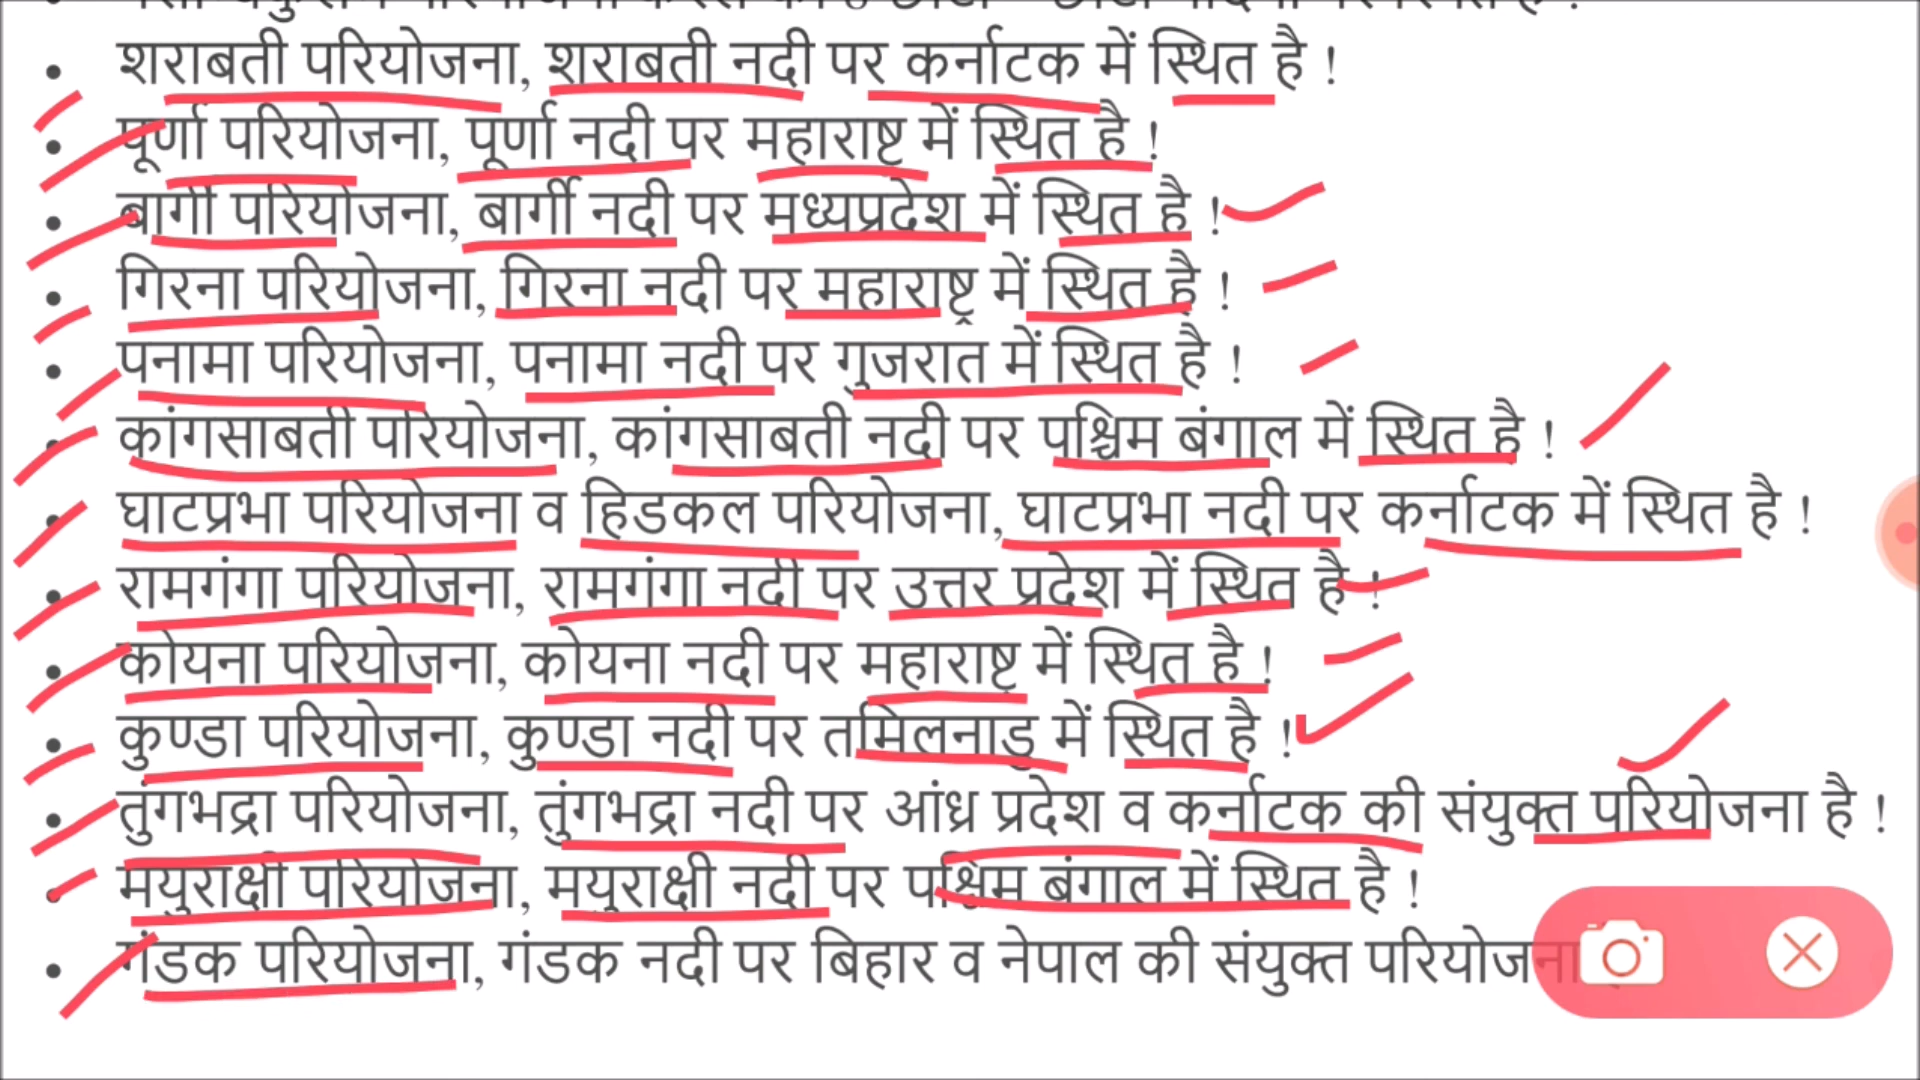 शराबती परियोजना, शराबती नदी पर कर्नाटक में स्थित है !
पूर्णा परियोजना, पूर्णा नदी पर महाराष्ट में स्थित है !
बार्गी परियोजना, बार्गी नदी पर मध्यप्रदेश में स्थित है !
गिरना परियोजना, गिरना नदी पर महाराष्ट्र में स्थित है !
पनामा परियोजना, पनामा नदी पर गुजरात में स्थित है !
कांगसाबती परियोजना, कांगसाबती नदी पर पश्चिम बंगाल में स्थित है !
घाटप्रभा परियोजना व हिडकल परियोजना, घाटप्रभा नदी पर कर्नाटक में स्थित है !
रामगंगा परियोजना, रामगंगा नदी पर उत्तर प्रदेश में स्थित है !
कोयना परियोजना, कोयना नदी पर महाराष्ट में स्थित है !
कुण्डा परियोजना, कुण्डा नदी पर तमिलनाडु में स्थित है !
तुंगभद्रा परियोजना, तुंगभद्रा नदी पर आंध्र प्रदेश व कर्नाटक की संयुक्त परियोजना है !
मयुराक्षी परियोजना, मयुराक्षी नदी पर पश्चिम बंगाल में स्थित है !
गंडक परियोजना, गंडक नदी पर बिहार व नेपाल की संयुक्त परियोजना